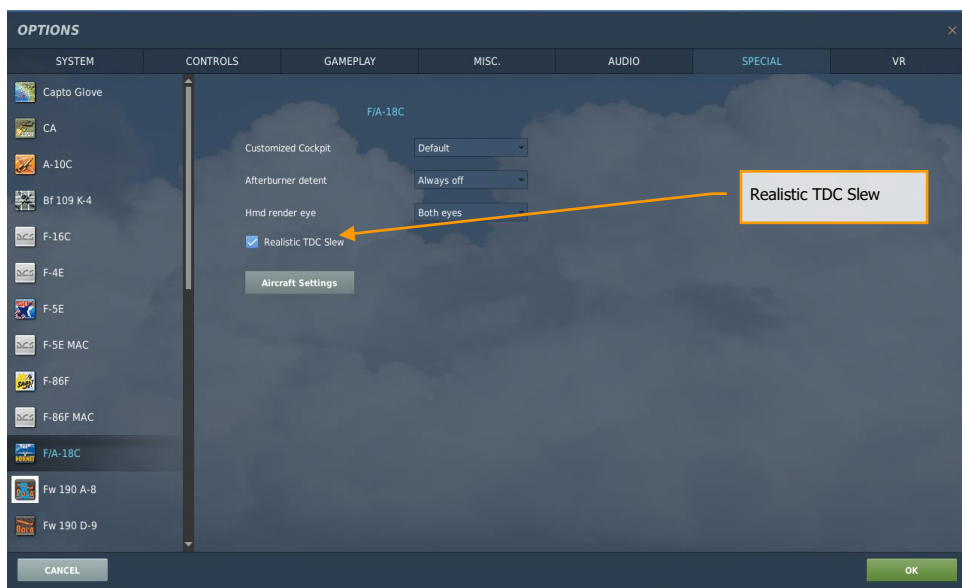 OPTIONS
SYSTEM CONTROLS GAMEPLAY MISC. AUDIO SPECIAL VR
Capto Glove
CA
A-10C
Bf 109 K-4
F-16C
F-4E
F-5E
F-5E MAC
F-86F
F-86F MAC
F/A-18C
Fw 190 A-8
Fw 190 D-9
F/A-18C
Customized Cockpit Default
Afterburner detent Always off
Hmd render eye Both eyes
Realistic TDC Slew
Aircraft Settings
Realistic TDC Slew
CANCEL
OK